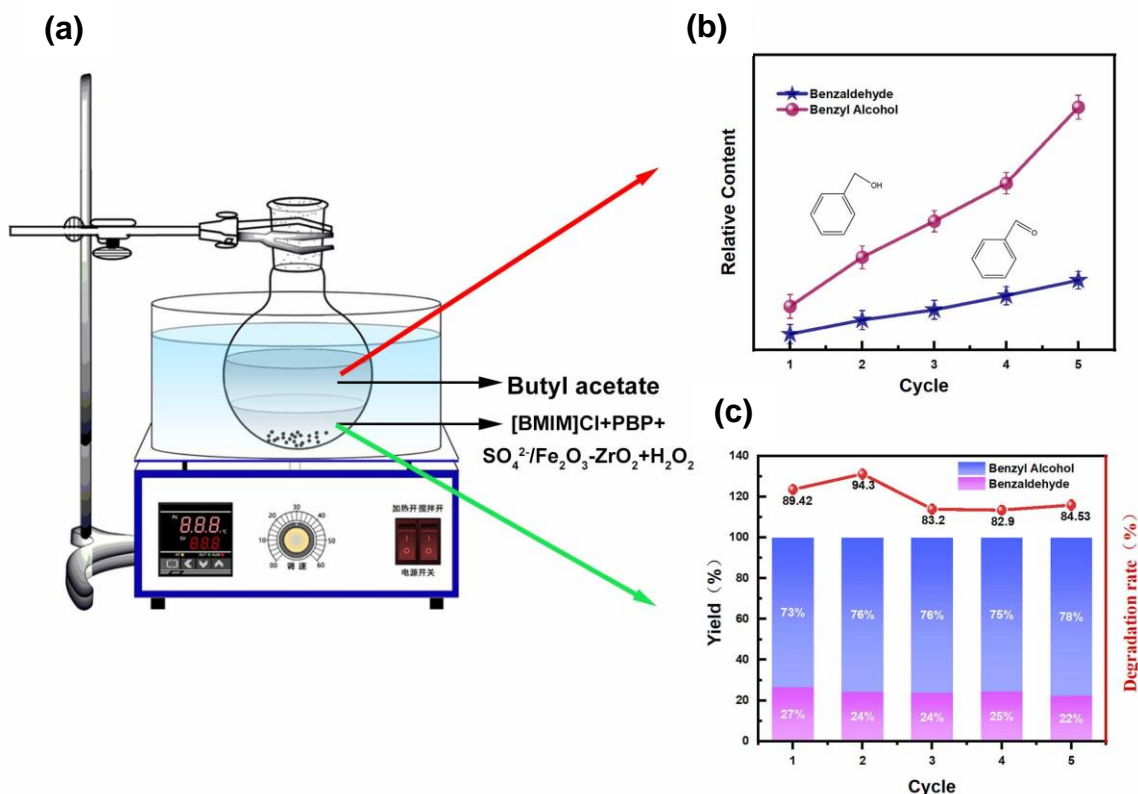 (a)
Butyl acetate
[BMIM]Cl+PBP+
SO₄²⁻/Fe₂O₃-ZrO₂+H₂O₂
PV
8.8.8.
℃
SV
8.8.8
30
20
40
10
50
00
60
调 速
加热开 搅拌开
电源开关
(b)
Benzaldehyde
Benzyl Alcohol
OH
O
Relative Content
1 2 3 4 5
Cycle
(c)
Benzyl Alcohol
Benzaldehyde
140
120
100
80
60
40
20
0
89.42 94.3 83.2 82.9 84.53
73% 76% 76% 75% 78%
27% 24% 24% 25% 22%
Yield（%）
Degradation rate（%）
1 2 3 4 5
Cycle